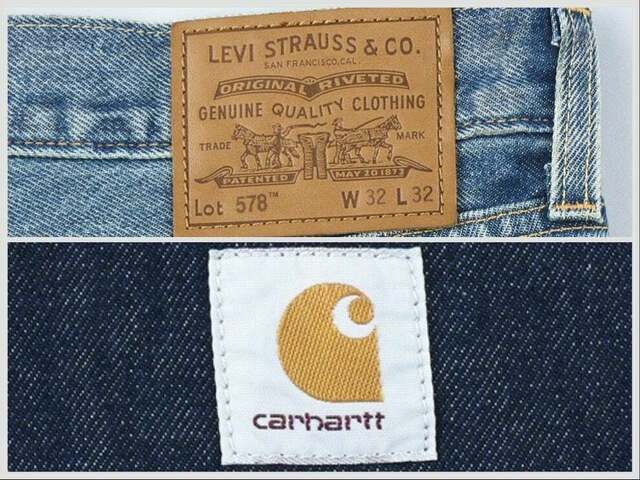 LEVI STRAUSS & CO.
SAN FRANCISCO, CAL.
ORIGINAL RIVETED
GENUINE QUALITY CLOTHING
TRADE MARK
PATENTED MAY 20 1873
Lot 578™ W 32 L 32
carhartt